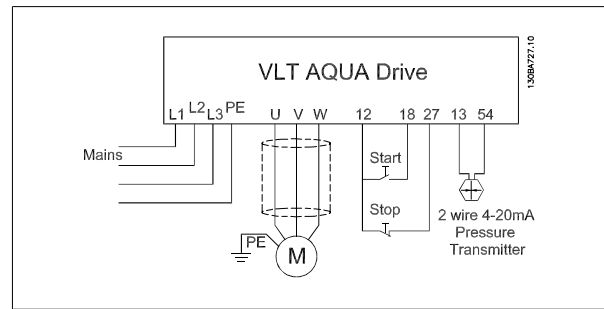 VLT AQUA Drive
130BA727.10
L1 L2 L3 PE U V W 12 18 27 13 54
Mains
Start
Stop
PE
M
2 wire 4-20mA
Pressure
Transmitter